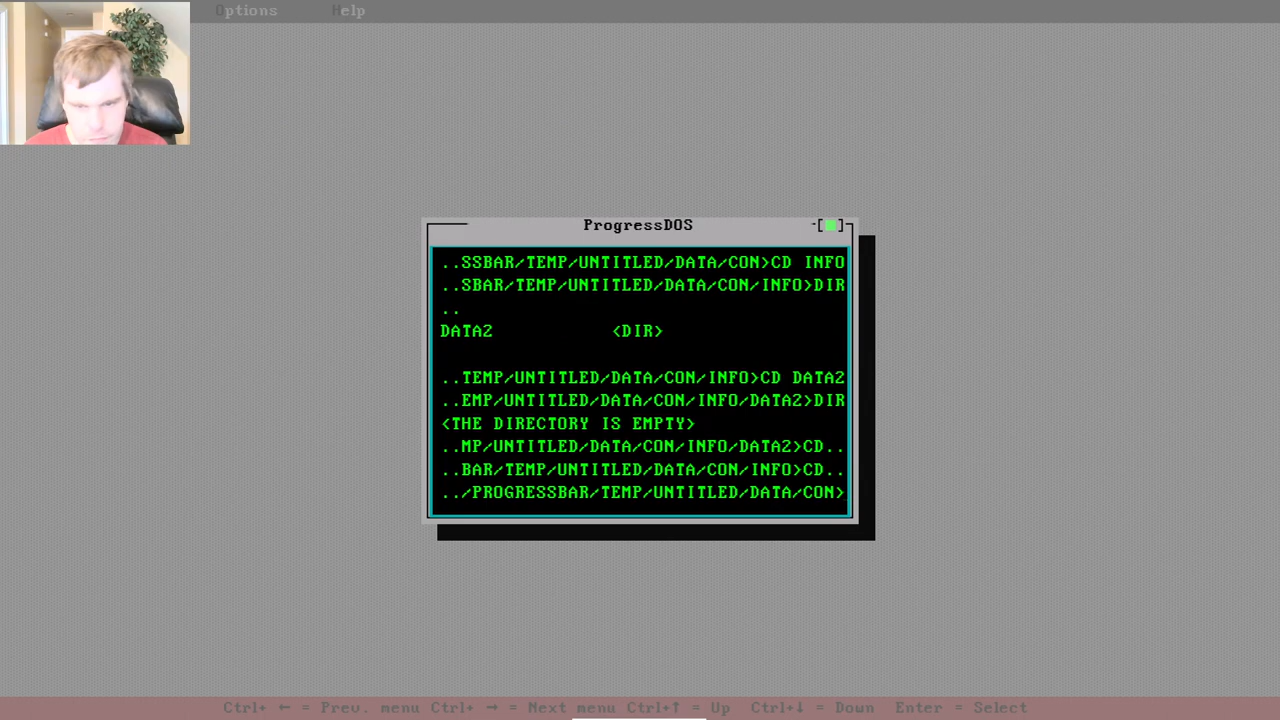 Options Help
ProgressDOS
..SSBAR/TEMP/UNTITLED/DATA/CON>CD INFO
..SBAR/TEMP/UNTITLED/DATA/CON/INFO>DIR
..
DATA2 <DIR>
..TEMP/UNTITLED/DATA/CON/INFO>CD DATA2
..EMP/UNTITLED/DATA/CON/INFO/DATA2>DIR
<THE DIRECTORY IS EMPTY>
..MP/UNTITLED/DATA/CON/INFO/DATA2>CD..
..BAR/TEMP/UNTITLED/DATA/CON/INFO>CD..
../PROGRESSBAR/TEMP/UNTITLED/DATA/CON>
Ctrl+ ← = Prev. menu Ctrl+ → = Next menu Ctrl+↑ = Up Ctrl+↓ = Down Enter = Select